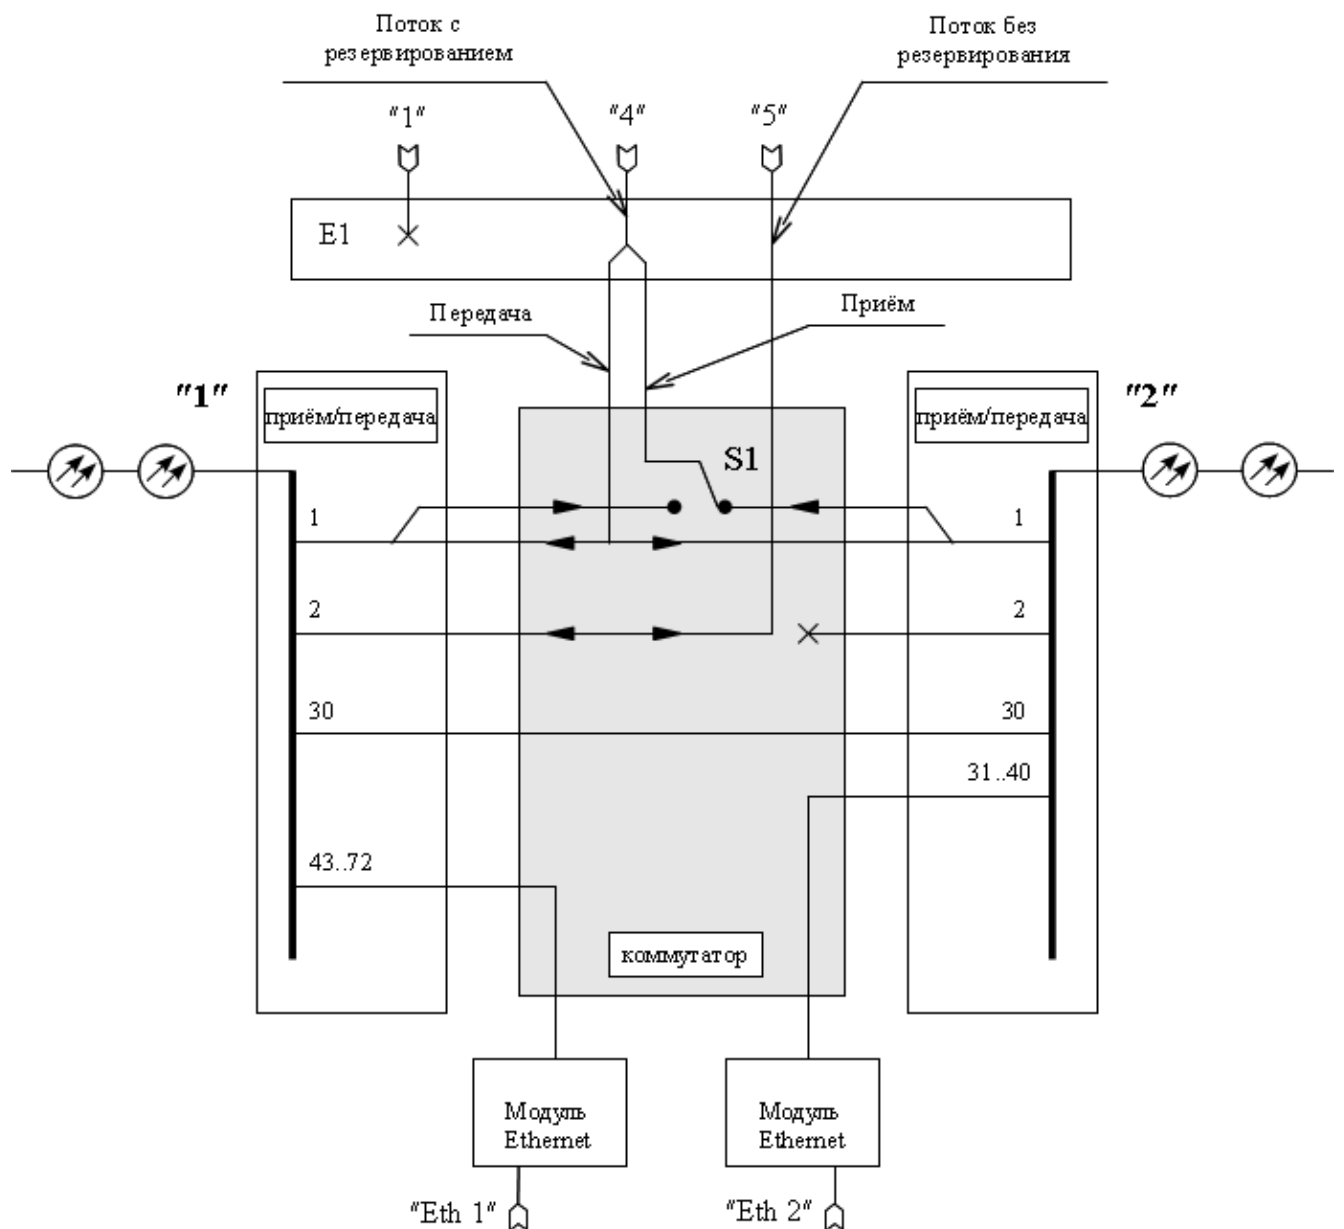 Поток с
резервированием
Поток без
резервирования
"1"
"4"
"5"
E1
Передача
Приём
"1"
приём/передача
"2"
приём/передача
S1
1
1
2
2
30
30
31..40
43..72
коммутатор
Модуль
Ethernet
Модуль
Ethernet
"Eth 1"
"Eth 2"